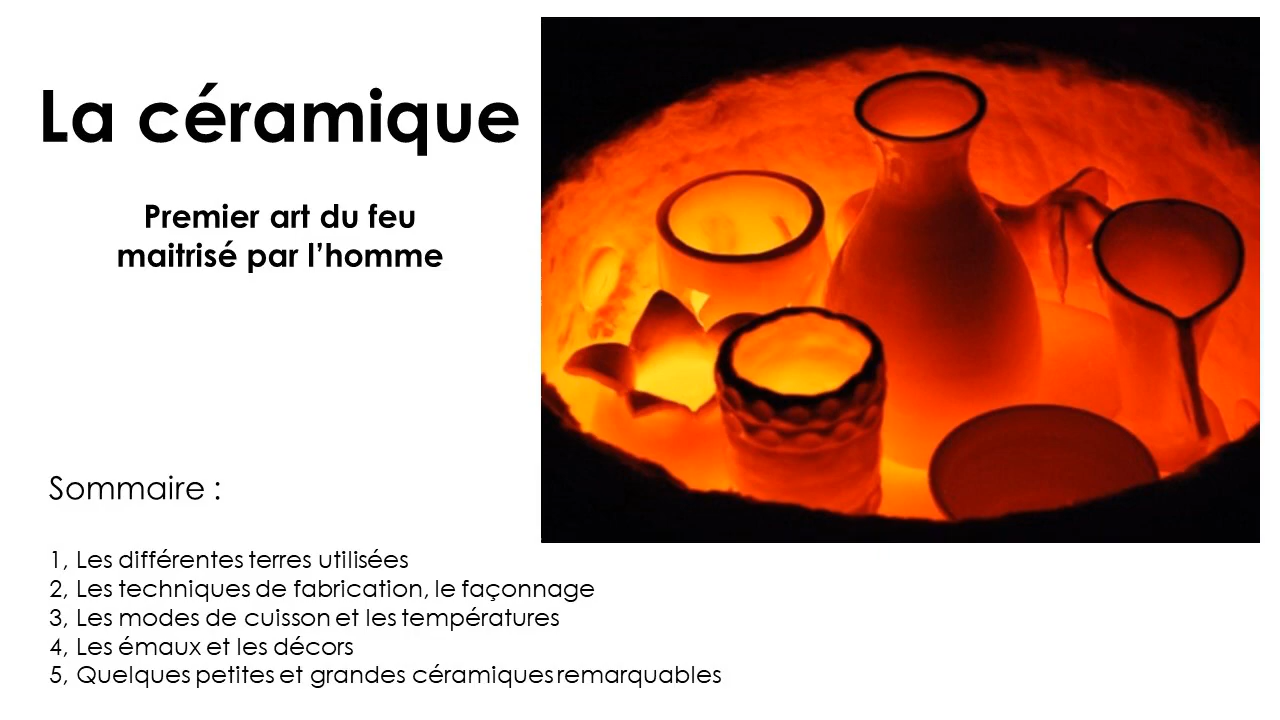 La céramique
Premier art du feu
maitrisé par l’homme
Sommaire :
1, Les différentes terres utilisées
2, Les techniques de fabrication, le façonnage
3, Les modes de cuisson et les températures
4, Les émaux et les décors
5, Quelques petites et grandes céramiques remarquables